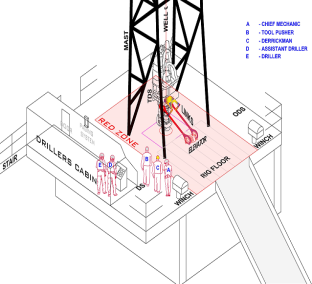 A - CHIEF MECHANIC
B - TOOL PUSHER
C - DERRICKMAN
D - ASSISTANT DRILLER
E - DRILLER
MAST
WELL-
TDS
LINKS
RED ZONE
ELEVATOR
ODS
DRILLERS CABIN
STAIR
E
D
B
C
A
DS
RIG FLOOR
WINCH
WINCH